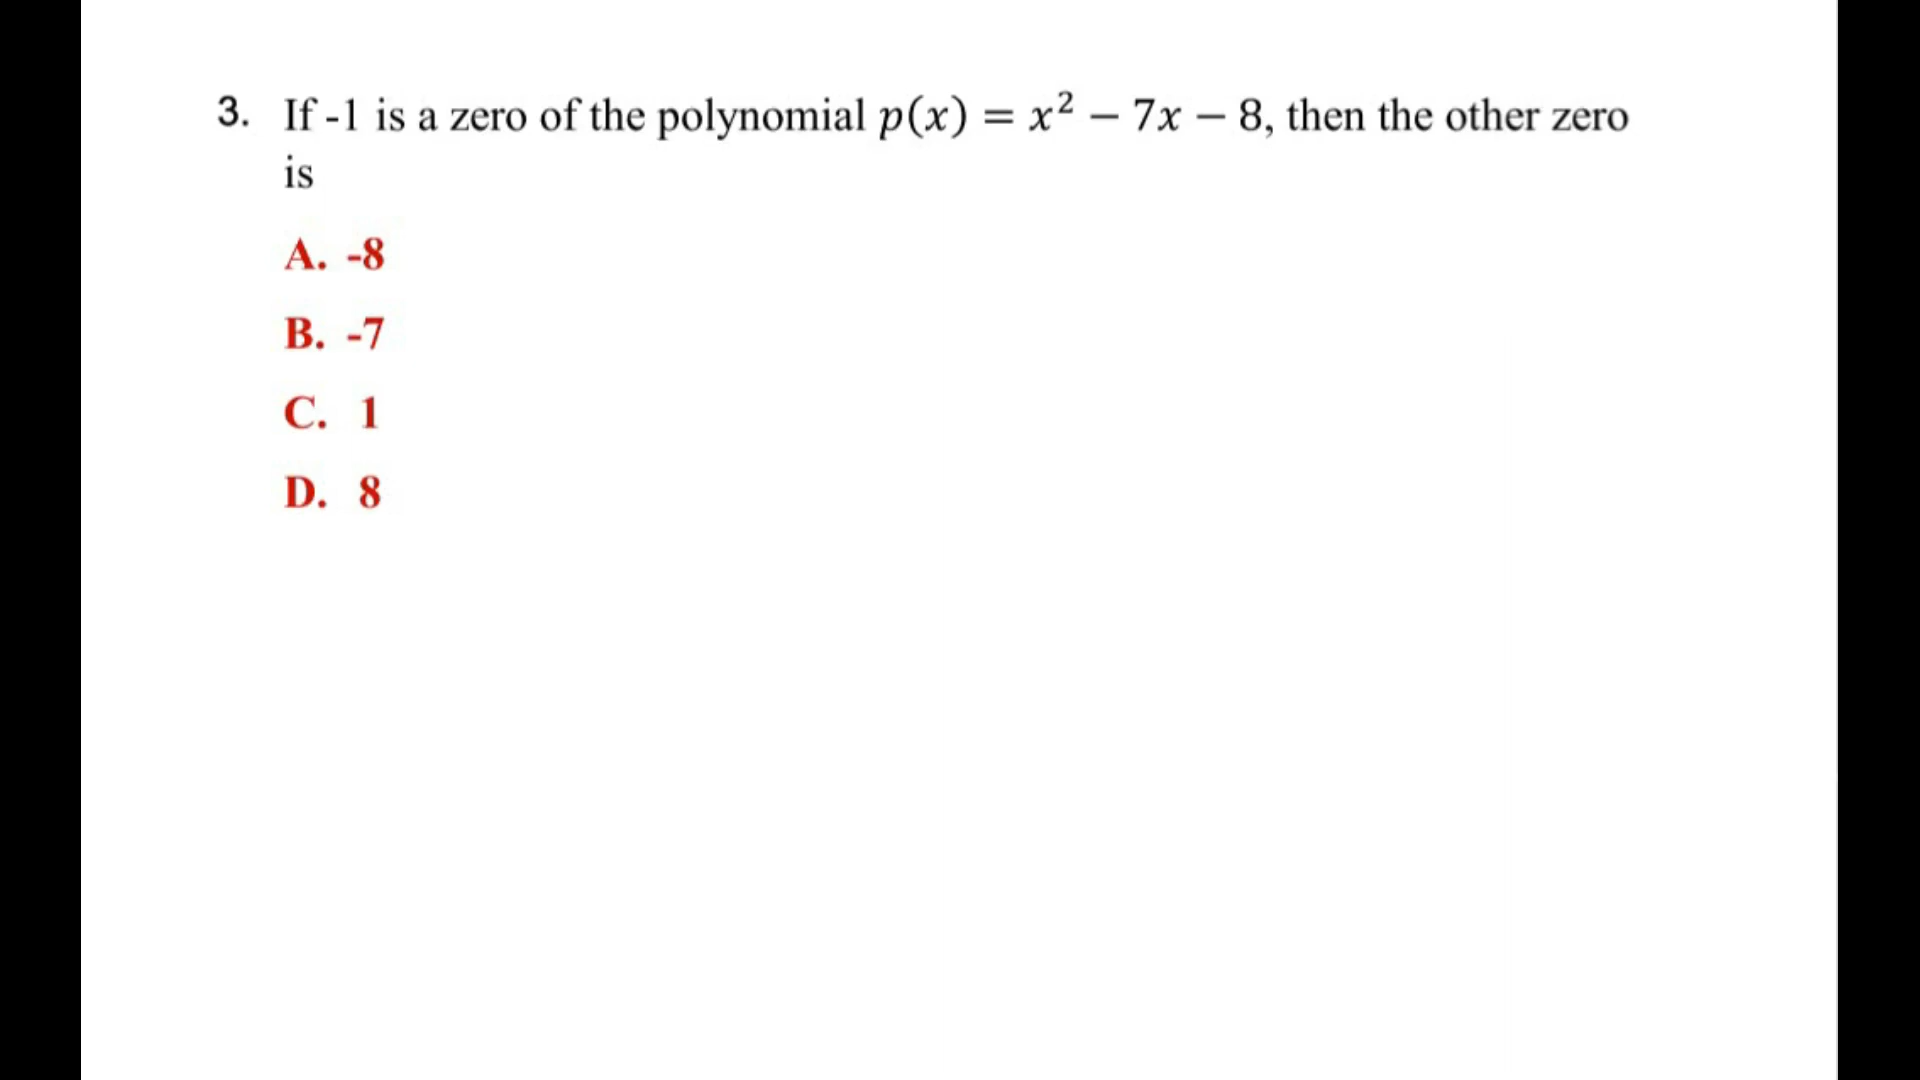 3. If -1 is a zero of the polynomial p(x) = x² − 7x − 8, then the other zero
is
A. -8
B. -7
C. 1
D. 8